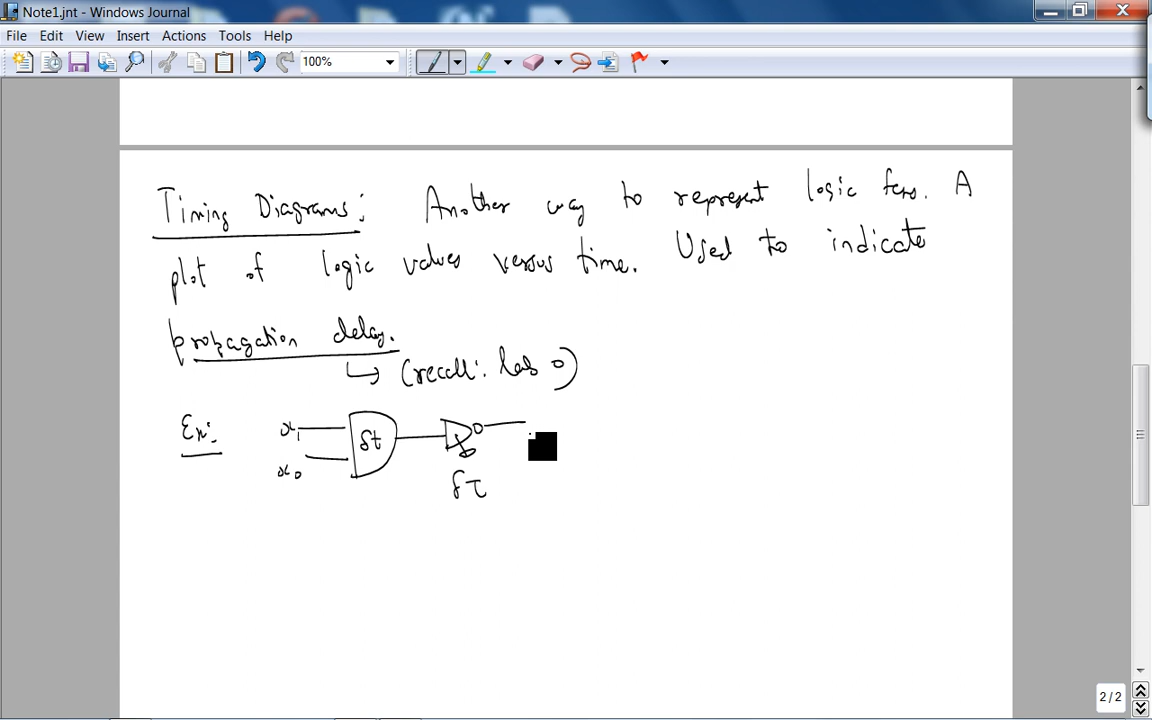 Note1.jnt - Windows Journal
File Edit View Insert Actions Tools Help
100%
Timing Diagrams: Another way to represent logic fcns. A
plot of logic values versus time. Used to indicate
propagation delay.
↳ (recall: lab 0)
Ex:
x₁
δt
x₀
δτ
2/2